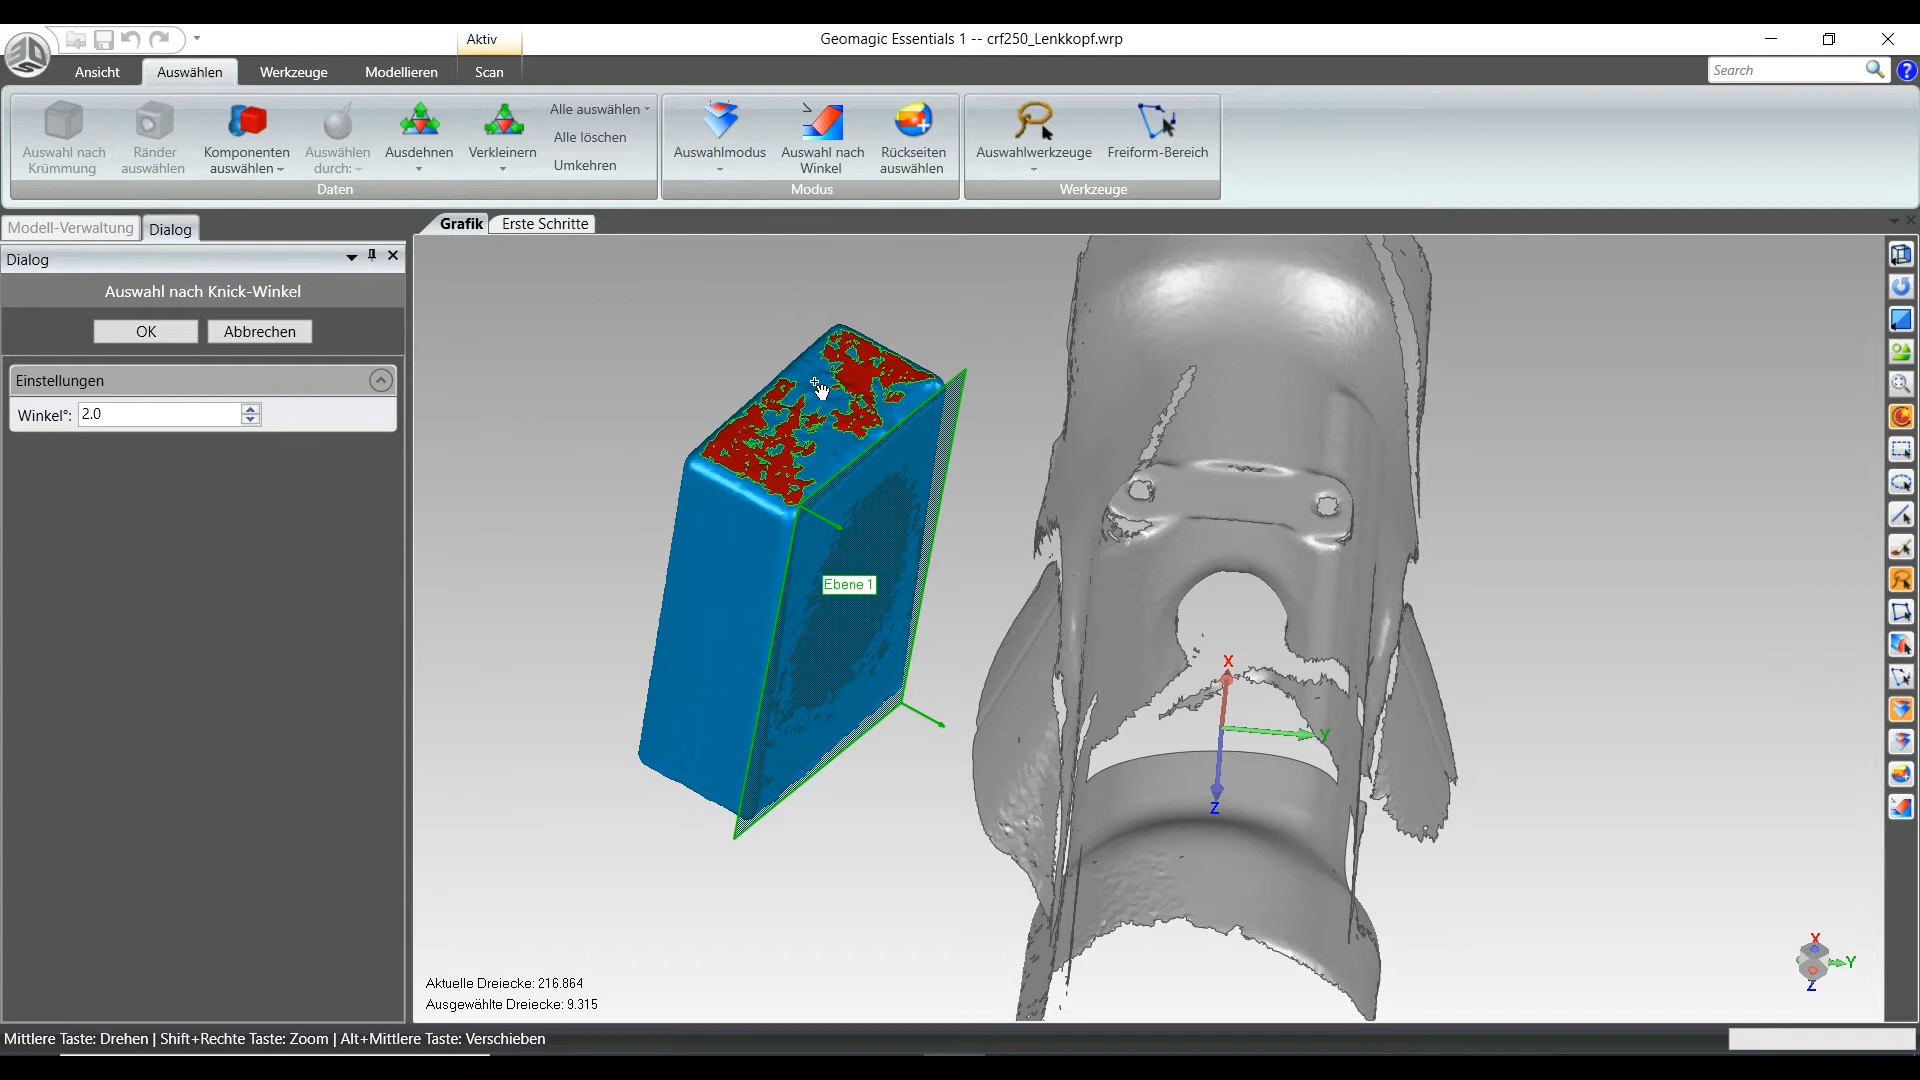 Aktiv
Geomagic Essentials 1 -- crf250_Lenkkopf.wrp
Ansicht
Auswählen
Werkzeuge
Modellieren
Scan
Search
?
Auswahl nach
Krümmung
Ränder
auswählen
Komponenten
auswählen
Auswählen
durch:
Ausdehnen
Verkleinern
Alle auswählen
Alle löschen
Umkehren
Daten
Auswahlmodus
Auswahl nach
Winkel
Rückseiten
auswählen
Modus
Auswahlwerkzeuge
Freiform-Bereich
Werkzeuge
Modell-Verwaltung
Dialog
Grafik
Erste Schritte
Dialog
Auswahl nach Knick-Winkel
OK
Abbrechen
Einstellungen
Winkel°: 2.0
Ebene 1
X
Y
Z
X
Y
Z
Aktuelle Dreiecke: 216.864
Ausgewählte Dreiecke: 9.315
Mittlere Taste: Drehen | Shift+Rechte Taste: Zoom | Alt+Mittlere Taste: Verschieben